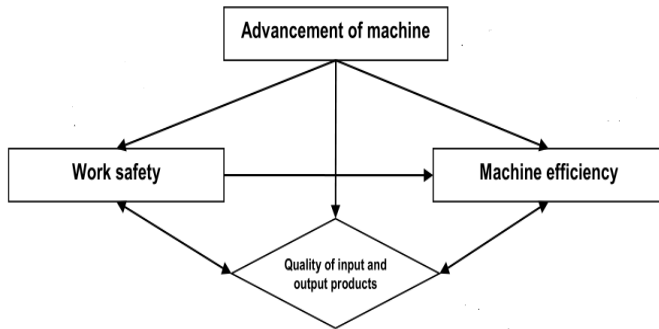 Advancement of machine
Work safety
Machine efficiency
Quality of input and
output products